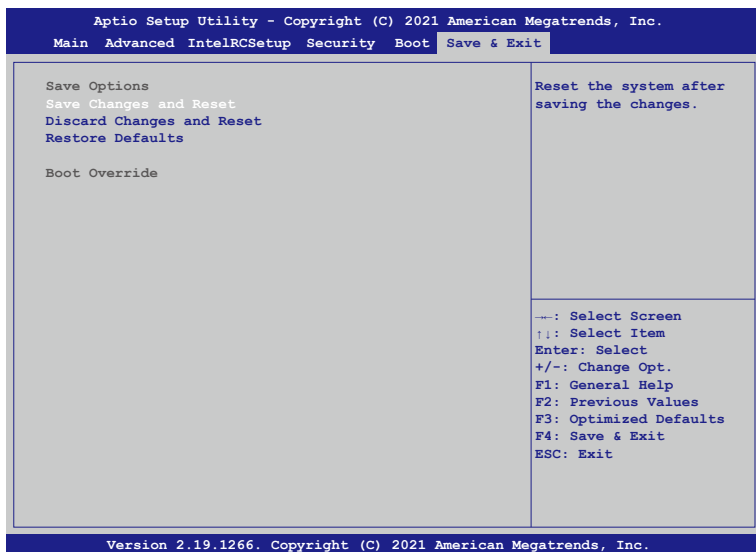 Aptio Setup Utility - Copyright (C) 2021 American Megatrends, Inc.
Main Advanced IntelRCSetup Security Boot Save & Exit
Save Options
Save Changes and Reset
Discard Changes and Reset
Restore Defaults
Boot Override
Reset the system after
saving the changes.
→←: Select Screen
↑↓: Select Item
Enter: Select
+/-: Change Opt.
F1: General Help
F2: Previous Values
F3: Optimized Defaults
F4: Save & Exit
ESC: Exit
Version 2.19.1266. Copyright (C) 2021 American Megatrends, Inc.